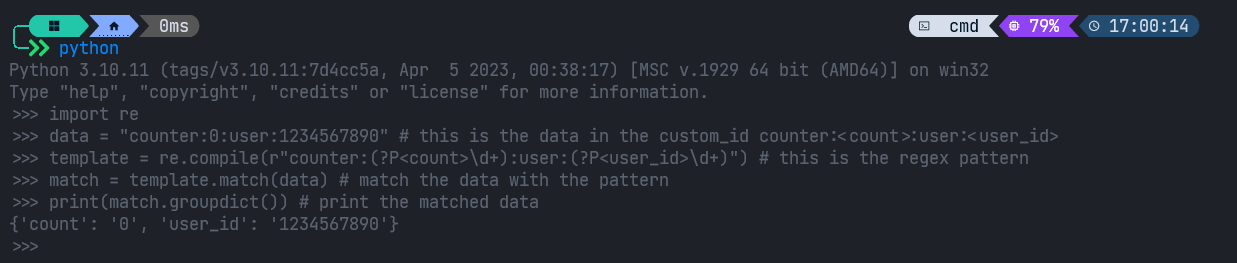 0ms
cmd 79% 17:00:14
python
Python 3.10.11 (tags/v3.10.11:7d4cc5a, Apr  5 2023, 00:38:17) [MSC v.1929 64 bit (AMD64)] on win32
Type "help", "copyright", "credits" or "license" for more information.
>>> import re
>>> data = "counter:0:user:1234567890" # this is the data in the custom_id counter:<count>:user:<user_id>
>>> template = re.compile(r"counter:(?P<count>\d+):user:(?P<user_id>\d+)") # this is the regex pattern
>>> match = template.match(data) # match the data with the pattern
>>> print(match.groupdict()) # print the matched data
{'count': '0', 'user_id': '1234567890'}
>>>